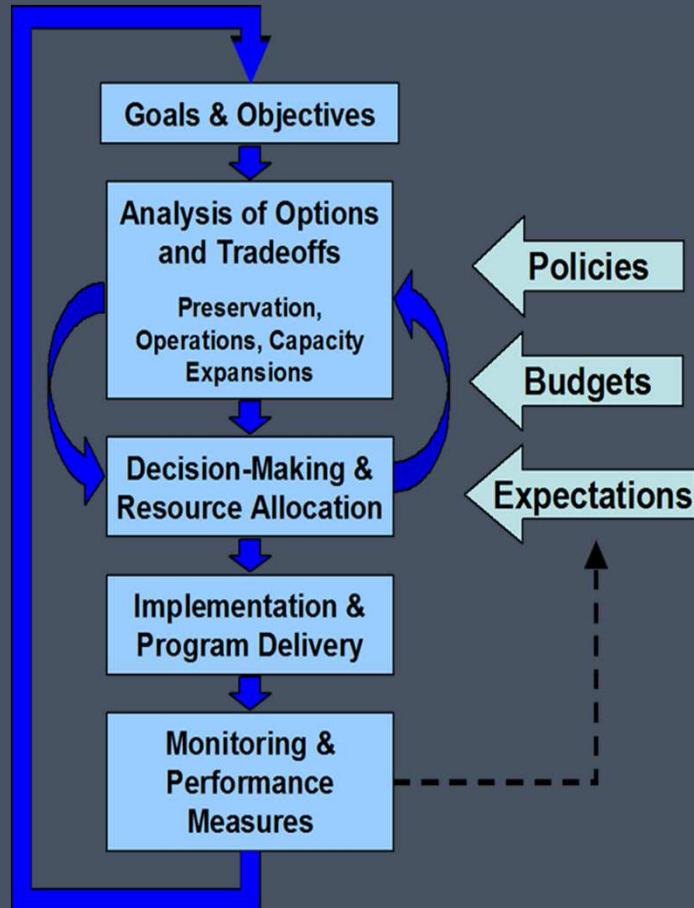 Goals & Objectives
Analysis of Options
and Tradeoffs
Preservation,
Operations, Capacity
Expansions
Policies
Budgets
Decision-Making &
Resource Allocation
Expectations
Implementation &
Program Delivery
Monitoring &
Performance
Measures